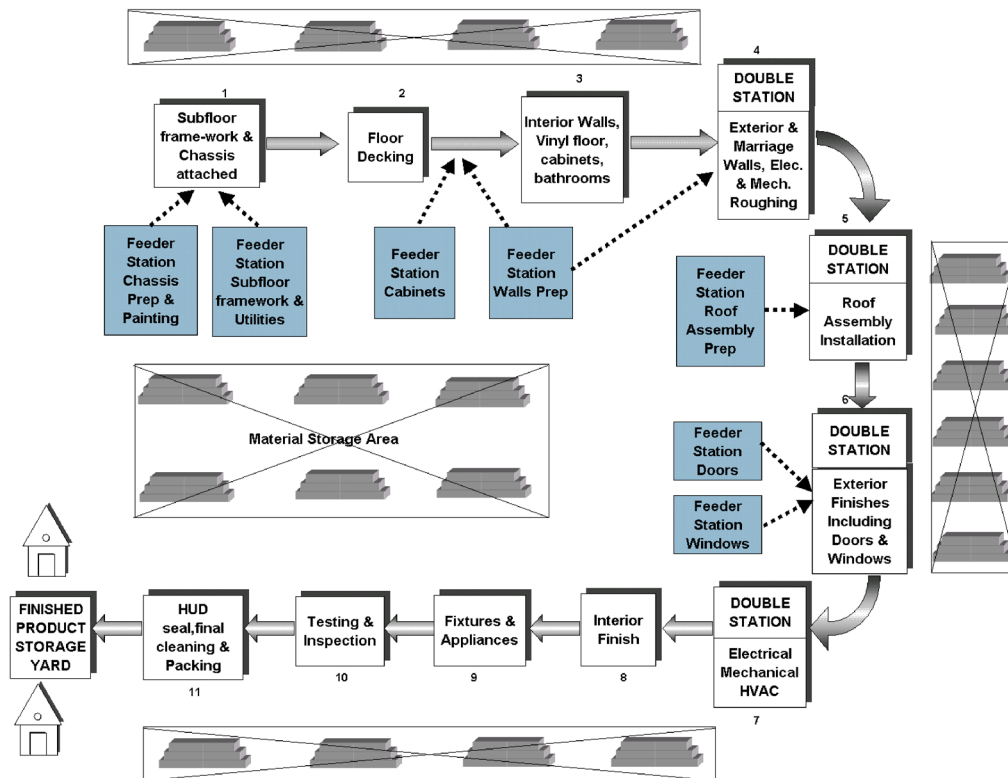 1
Subfloor
frame-work &
Chassis
attached
2
Floor
Decking
3
Interior Walls,
Vinyl floor,
cabinets,
bathrooms
4
DOUBLE
STATION
Exterior &
Marriage
Walls, Elec.
& Mech.
Roughing
Feeder
Station
Chassis
Prep &
Painting
Feeder
Station
Subfloor
framework &
Utilities
Feeder
Station
Cabinets
Feeder
Station
Walls Prep
5
DOUBLE
STATION
Roof
Assembly
Installation
Feeder
Station
Roof
Assembly
Prep
Material Storage Area
6
DOUBLE
STATION
Exterior
Finishes
Including
Doors &
Windows
Feeder
Station
Doors
Feeder
Station
Windows
DOUBLE
STATION
Electrical
Mechanical
HVAC
7
Interior
Finish
8
Fixtures &
Appliances
9
Testing &
Inspection
10
HUD
seal,final
cleaning &
Packing
11
FINISHED
PRODUCT
STORAGE
YARD